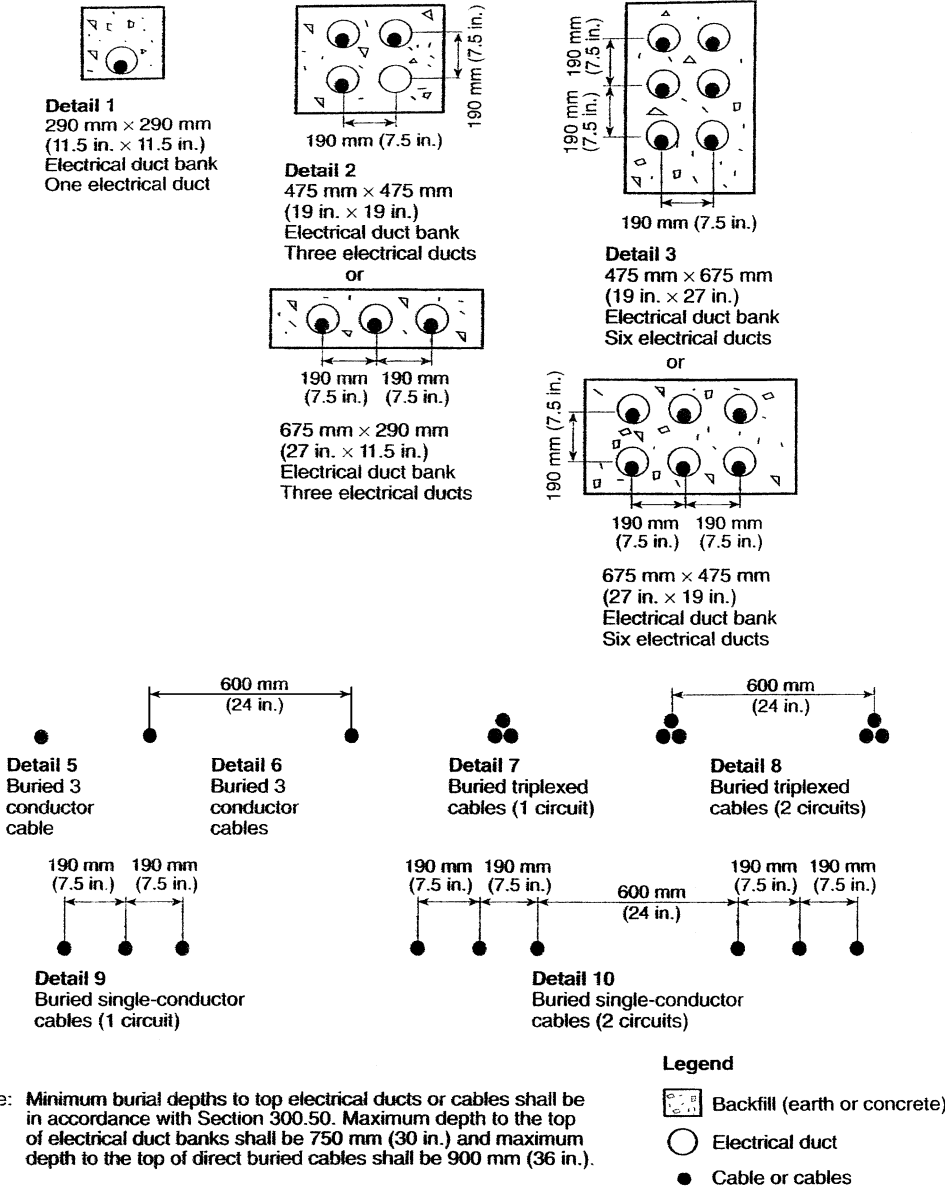 Detail 1
290 mm × 290 mm
(11.5 in. × 11.5 in.)
Electrical duct bank
One electrical duct
190 mm (7.5 in.)
190 mm (7.5 in.)
Detail 2
475 mm × 475 mm
(19 in. × 19 in.)
Electrical duct bank
Three electrical ducts
or
190 mm 190 mm
(7.5 in.) (7.5 in.)
675 mm × 290 mm
(27 in. × 11.5 in.)
Electrical duct bank
Three electrical ducts
190 mm
(7.5 in.)
190 mm
(7.5 in.)
190 mm (7.5 in.)
Detail 3
475 mm × 675 mm
(19 in. × 27 in.)
Electrical duct bank
Six electrical ducts
or
190 mm (7.5 in.)
190 mm 190 mm
(7.5 in.) (7.5 in.)
675 mm × 475 mm
(27 in. × 19 in.)
Electrical duct bank
Six electrical ducts
600 mm
(24 in.)
600 mm
(24 in.)
Detail 5
Buried 3
conductor
cable
Detail 6
Buried 3
conductor
cables
Detail 7
Buried triplexed
cables (1 circuit)
Detail 8
Buried triplexed
cables (2 circuits)
190 mm 190 mm
(7.5 in.) (7.5 in.)
190 mm 190 mm
(7.5 in.) (7.5 in.)
600 mm
(24 in.)
190 mm 190 mm
(7.5 in.) (7.5 in.)
Detail 9
Buried single-conductor
cables (1 circuit)
Detail 10
Buried single-conductor
cables (2 circuits)
e: Minimum burial depths to top electrical ducts or cables shall be
in accordance with Section 300.50. Maximum depth to the top
of electrical duct banks shall be 750 mm (30 in.) and maximum
depth to the top of direct buried cables shall be 900 mm (36 in.).
Legend
Backfill (earth or concrete)
Electrical duct
Cable or cables